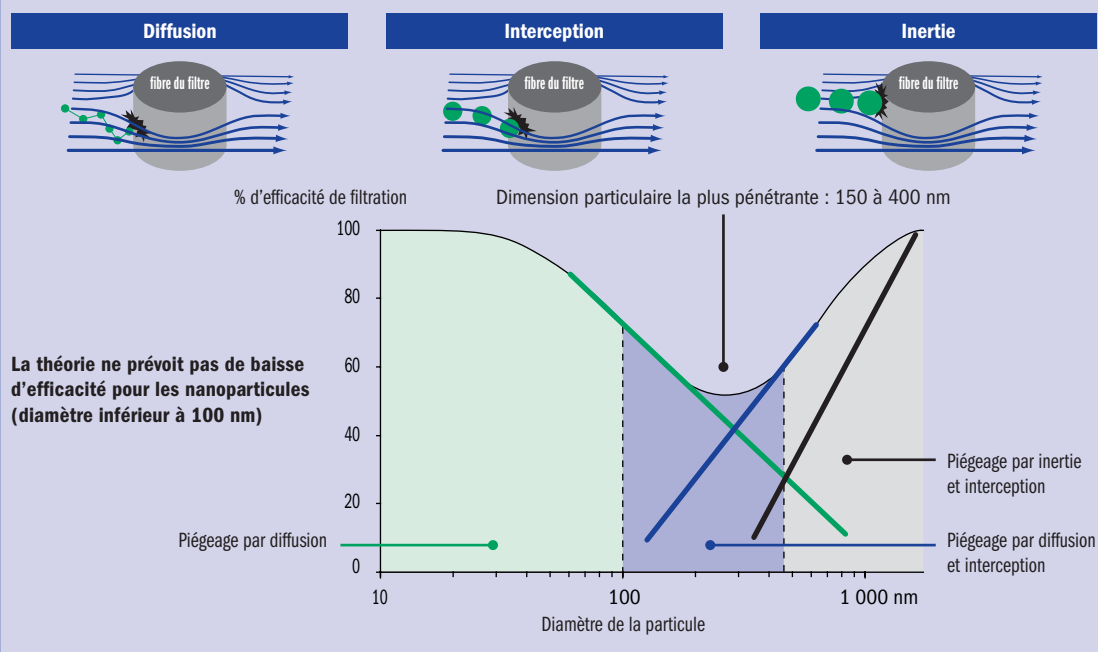 Diffusion
Interception
Inertie
fibre du filtre
fibre du filtre
fibre du filtre
% d'efficacité de filtration
Dimension particulaire la plus pénétrante : 150 à 400 nm
100
80
60
40
20
0
La théorie ne prévoit pas de baisse
d'efficacité pour les nanoparticules
(diamètre inférieur à 100 nm)
Piégeage par inertie
et interception
Piégeage par diffusion
Piégeage par diffusion
et interception
10
100
1 000 nm
Diamètre de la particule